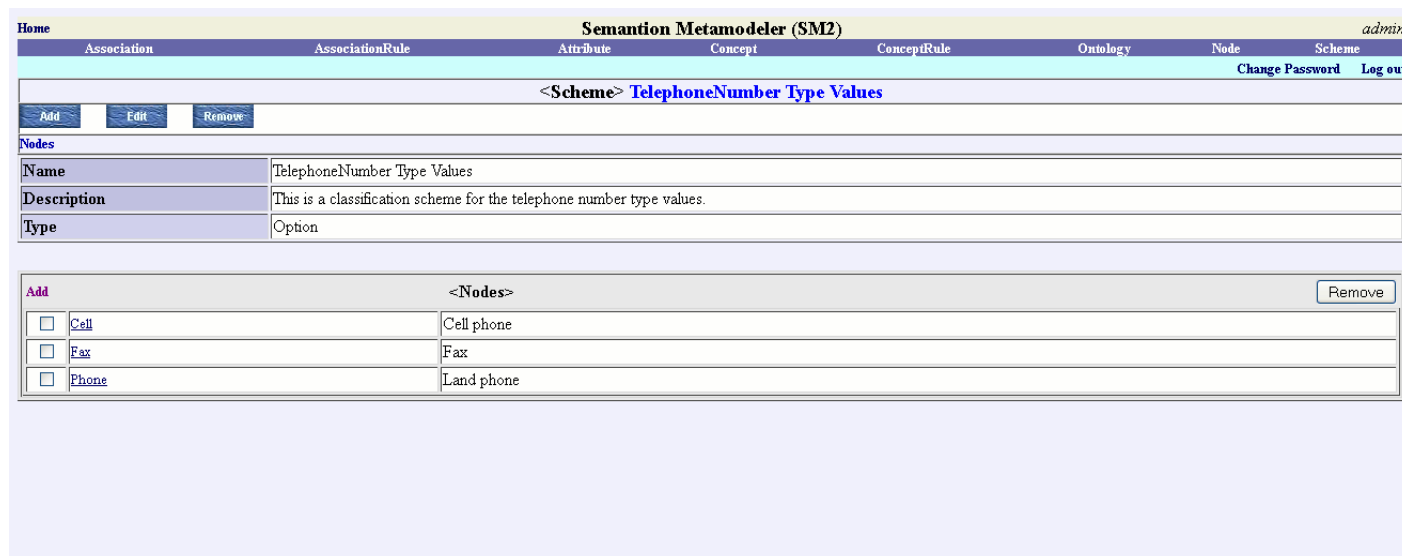 Home Semantion Metamodeler (SM2) admin
Association AssociationRule Attribute Concept ConceptRule Ontology Node Scheme
Change Password Log ou
<Scheme> TelephoneNumber Type Values
Add Edit Remove
Nodes
Name TelephoneNumber Type Values
Description This is a classification scheme for the telephone number type values.
Type Option
Add <Nodes> Remove
Cell Cell phone
Fax Fax
Phone Land phone